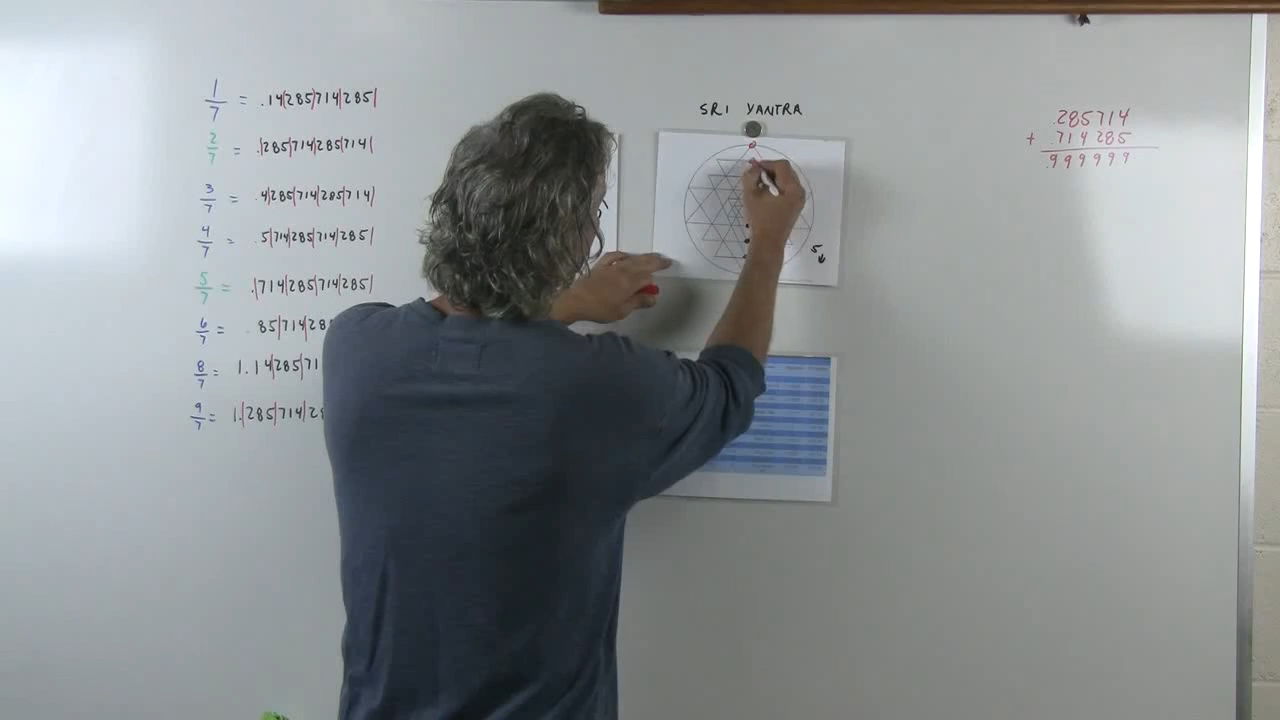 1/7 = .14|285|714|285|
2/7 = .|285|714|285|714|
3/7 = .4|285|714|285|714|
4/7 = .5|714|285|714|285|
5/7 = .|714|285|714|285|
6/7 = .85|714|28
8/7 = 1.14|285|71
9/7 = 1.|285|714|28
SRI YANTRA
5
.285714
+ .714285
.999999